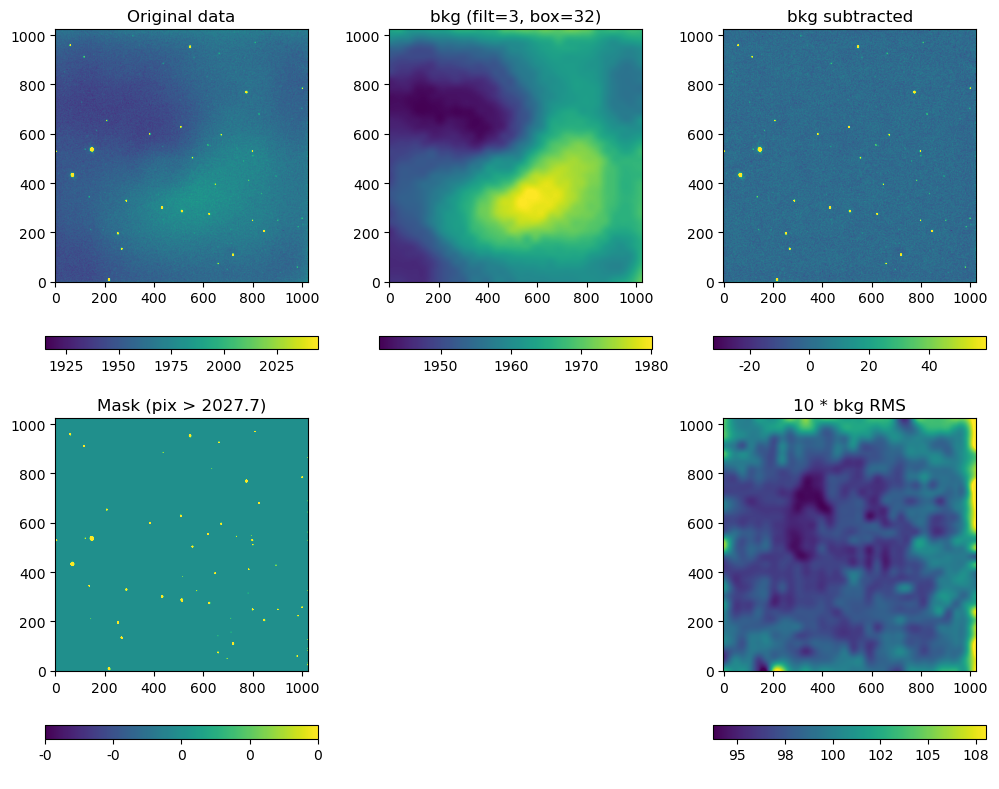 Original data
bkg (filt=3, box=32)
bkg subtracted
1000
800
600
400
200
0
0 200 400 600 800 1000
1000
800
600
400
200
0
0 200 400 600 800 1000
1000
800
600
400
200
0
0 200 400 600 800 1000
1925 1950 1975 2000 2025
1950 1960 1970 1980
-20 0 20 40
Mask (pix > 2027.7)
10 * bkg RMS
1000
800
600
400
200
0
0 200 400 600 800 1000
1000
800
600
400
200
0
0 200 400 600 800 1000
-0 -0 0 0 0
95 98 100 102 105 108